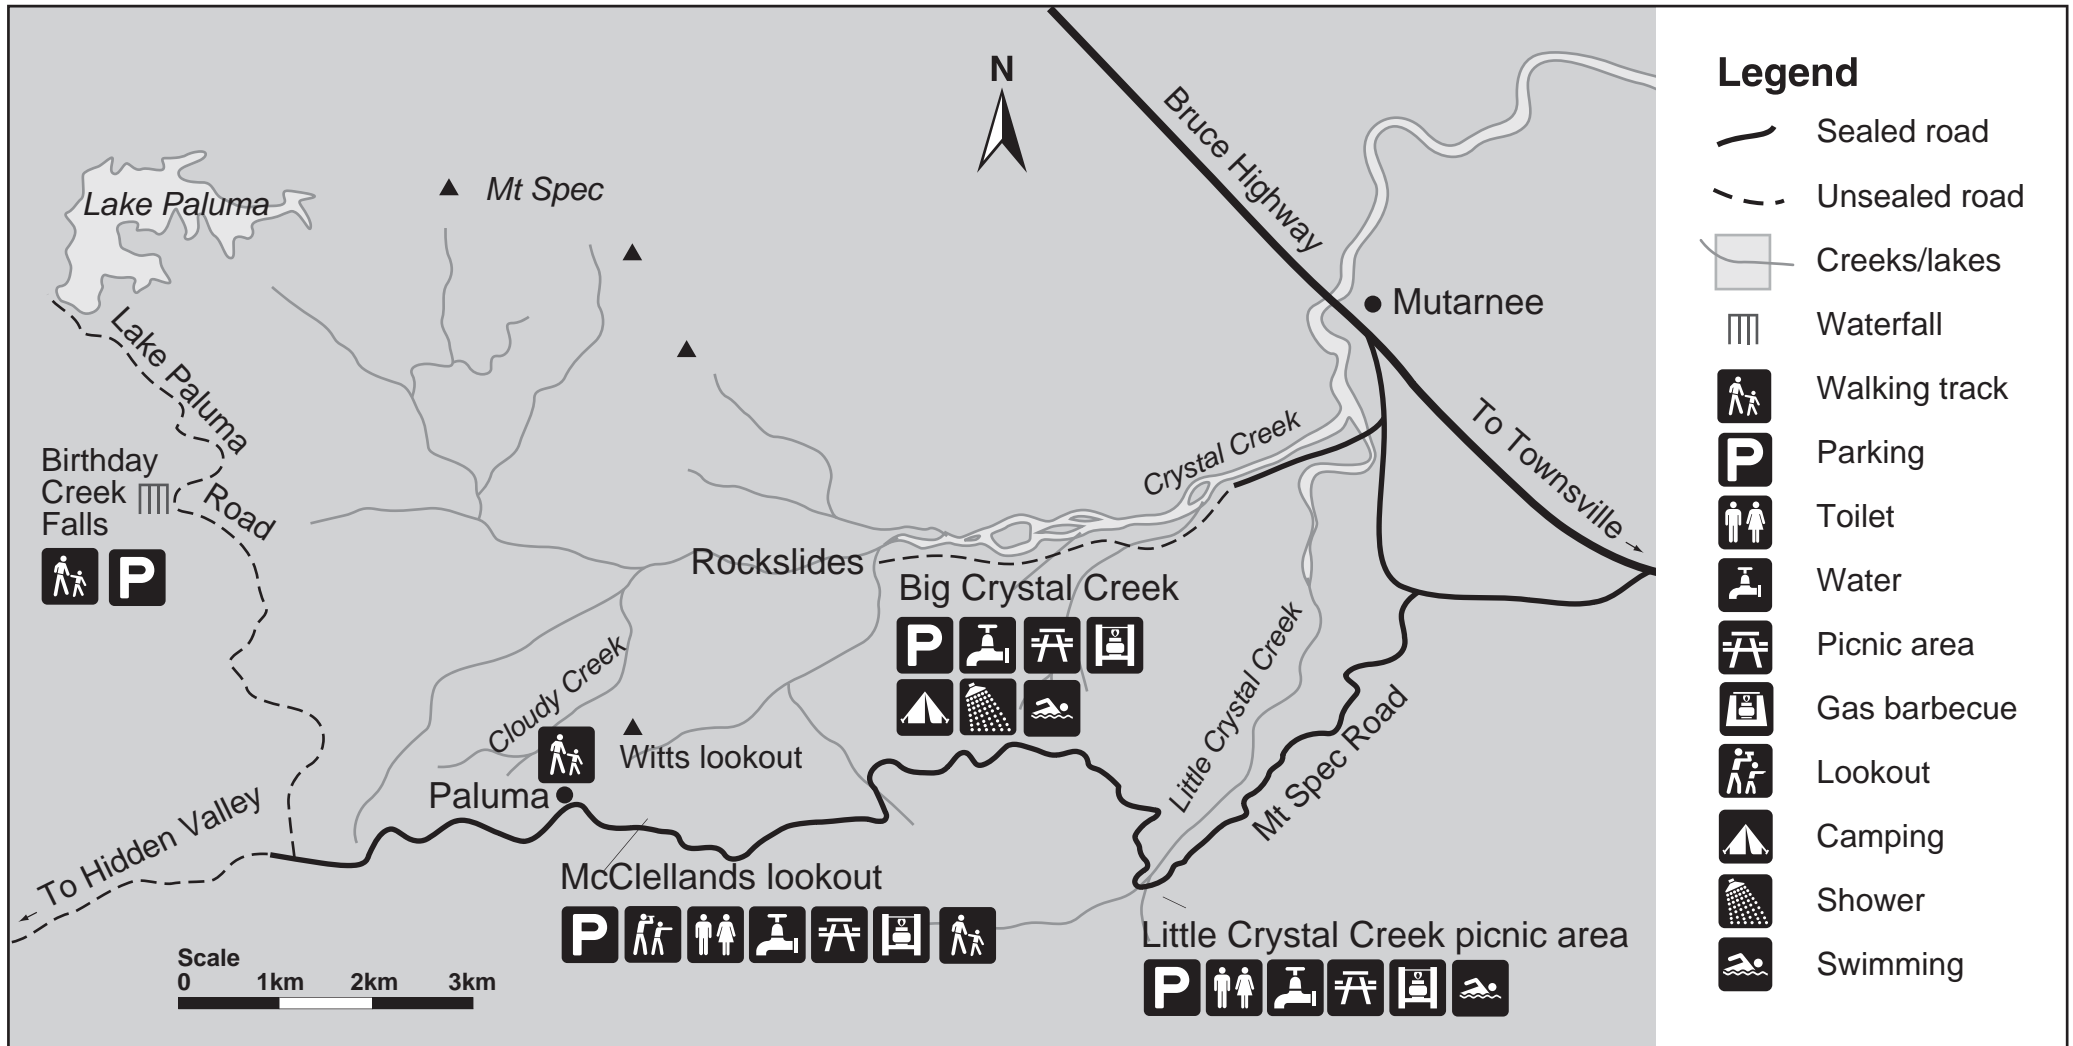 N
Bruce Highway
Lake Paluma
Mt Spec
Mutarnee
Lake Paluma
Road
To Townsville
Crystal Creek
Birthday
Creek
Falls
P
Rockslides
Big Crystal Creek
P
Little Crystal Creek
Cloudy Creek
Witts lookout
Mt Spec Road
Paluma
To Hidden Valley
McClellands lookout
P
Little Crystal Creek picnic area
P
Scale
0 1km 2km 3km
Legend
Sealed road
Unsealed road
Creeks/lakes
Waterfall
Walking track
P Parking
Toilet
Water
Picnic area
Gas barbecue
Lookout
Camping
Shower
Swimming